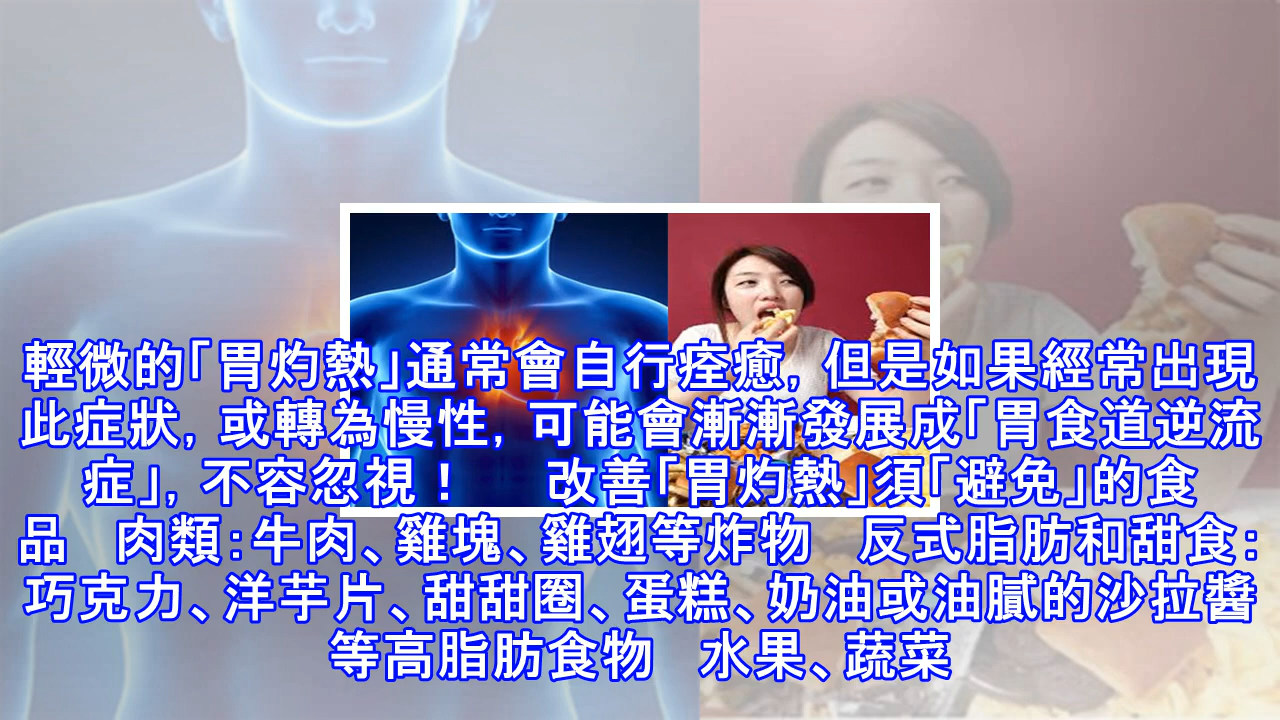 輕微的「胃灼熱」通常會自行痊癒, 但是如果經常出現
此症狀, 或轉為慢性, 可能會漸漸發展成「胃食道逆流
症」, 不容忽視！　改善「胃灼熱」須「避免」的食
品　肉類：牛肉、雞塊、雞翅等炸物　反式脂肪和甜食：
巧克力、洋芋片、甜甜圈、蛋糕、奶油或油膩的沙拉醬
等高脂肪食物　水果、蔬菜